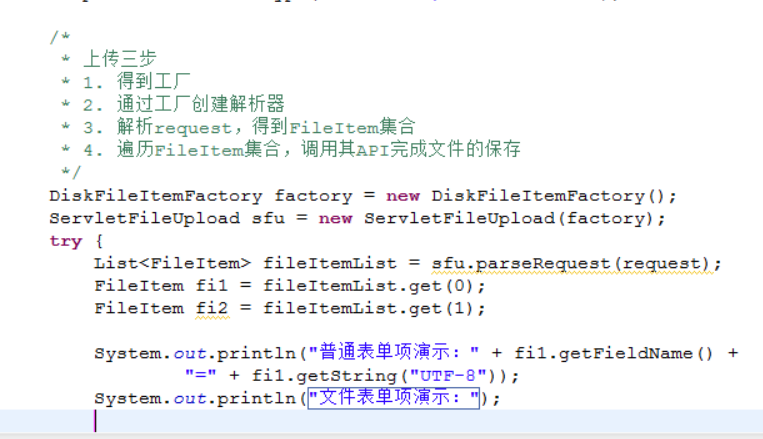 /*
 * 上传三步
 * 1. 得到工厂
 * 2. 通过工厂创建解析器
 * 3. 解析request，得到FileItem集合
 * 4. 遍历FileItem集合，调用其API完成文件的保存
 */
DiskFileItemFactory factory = new DiskFileItemFactory();
ServletFileUpload sfu = new ServletFileUpload(factory);
try {
    List<FileItem> fileItemList = sfu.parseRequest(request);
    FileItem fi1 = fileItemList.get(0);
    FileItem fi2 = fileItemList.get(1);
    System.out.println("普通表单项演示：" + fi1.getFieldName() +
            "=" + fi1.getString("UTF-8"));
    System.out.println("文件表单项演示：");